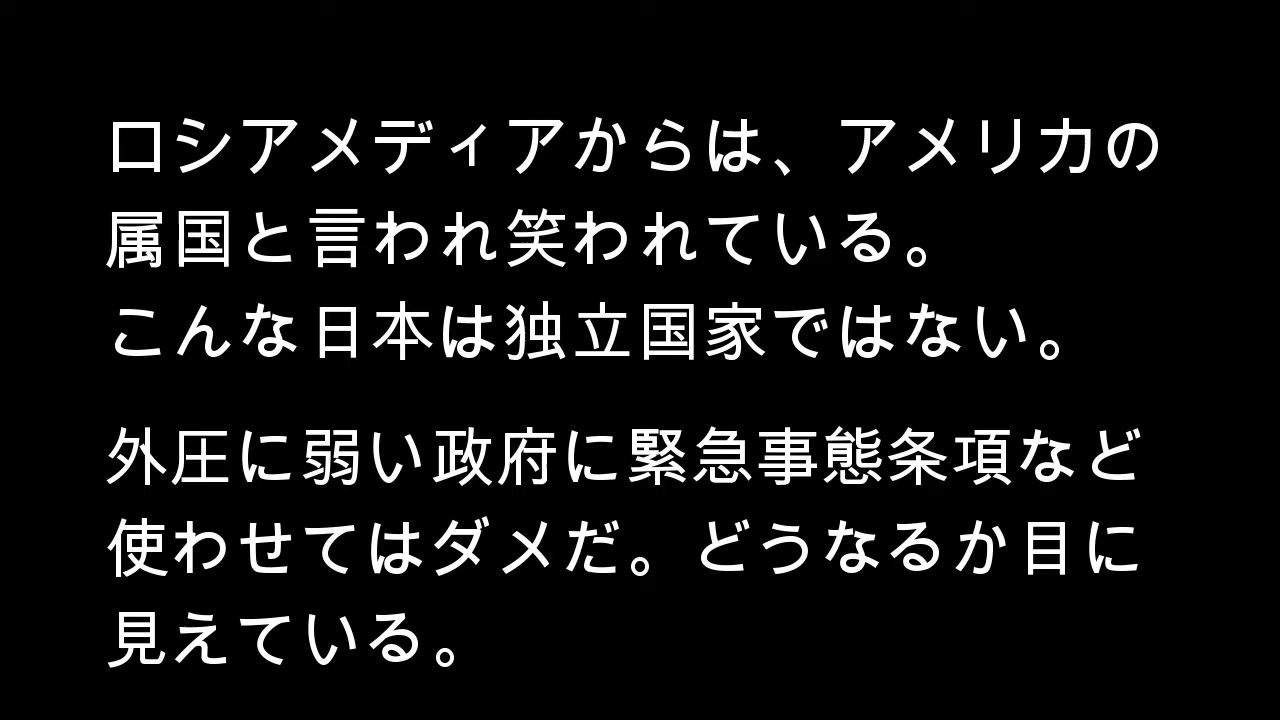 ロシアメディアからは、アメリカの
属国と言われ笑われている。
こんな日本は独立国家ではない。
外圧に弱い政府に緊急事態条項など
使わせてはダメだ。どうなるか目に
見えている。